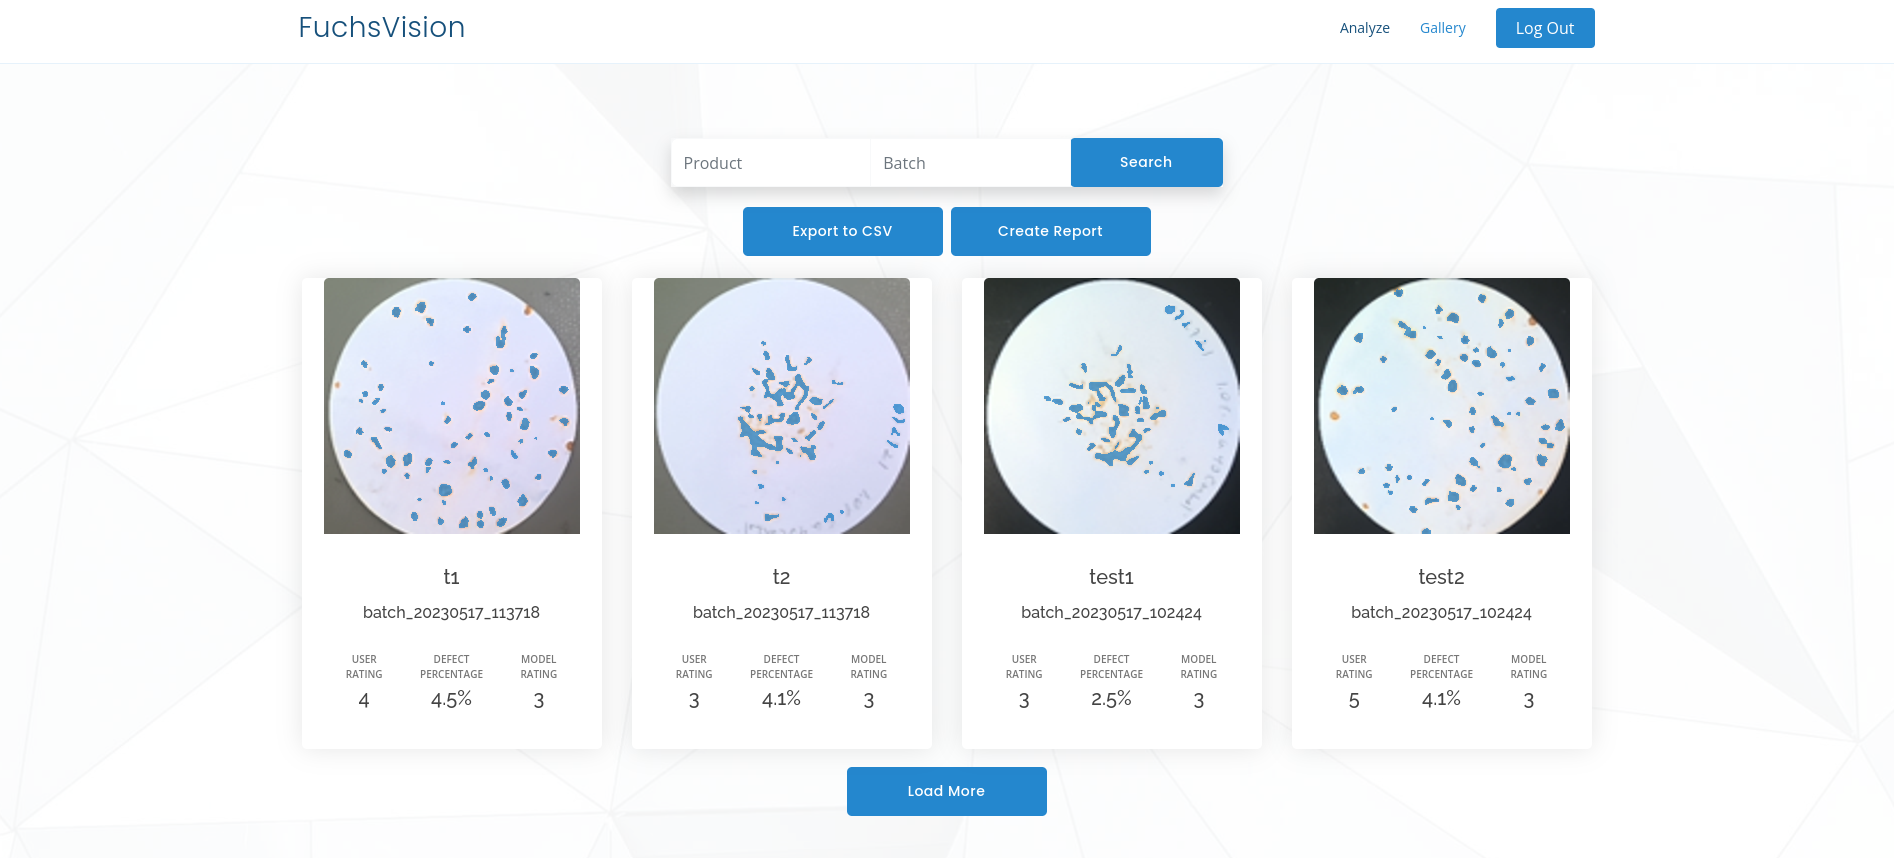 FuchsVision
Analyze
Gallery
Log Out
Product
Batch
Search
Export to CSV
Create Report
t1
batch_20230517_113718
USER RATING
DEFECT PERCENTAGE
MODEL RATING
4
4.5%
3
t2
batch_20230517_113718
USER RATING
DEFECT PERCENTAGE
MODEL RATING
3
4.1%
3
test1
batch_20230517_102424
USER RATING
DEFECT PERCENTAGE
MODEL RATING
3
2.5%
3
test2
batch_20230517_102424
USER RATING
DEFECT PERCENTAGE
MODEL RATING
5
4.1%
3
Load More